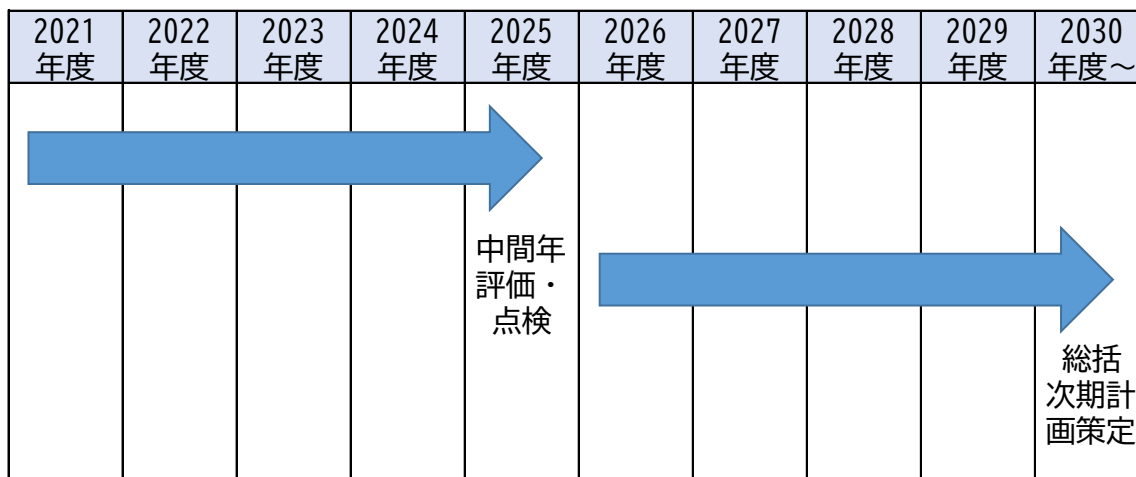 2021 2022 2023 2024 2025 2026 2027 2028 2029 2030
年度 年度 年度 年度 年度 年度 年度 年度 年度 年度～
中間年
評価・
点検
総括
次期計
画策定